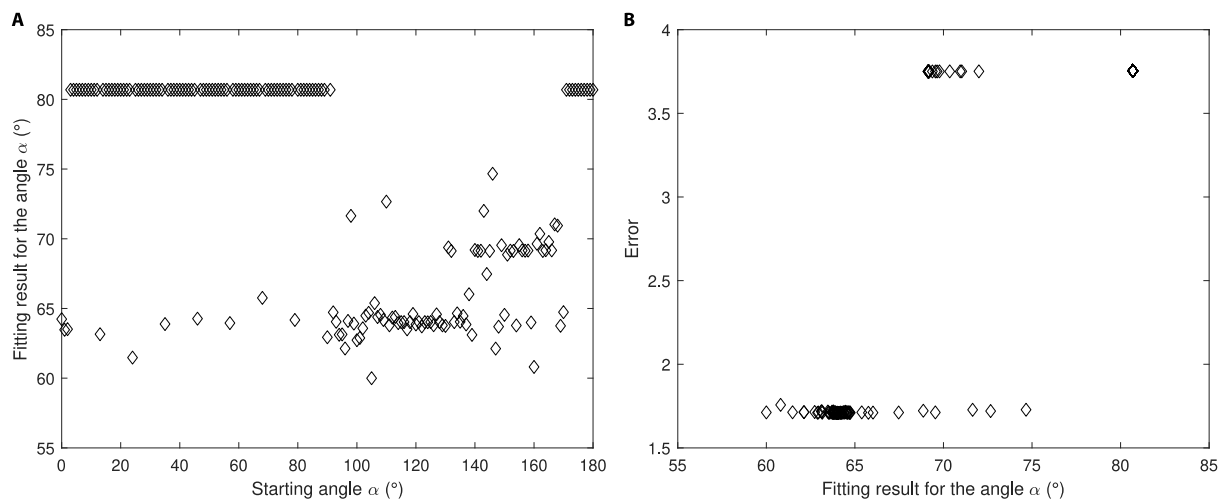 A
85
80
75
70
65
60
55
Fitting result for the angle α (°)
0 20 40 60 80 100 120 140 160 180
Starting angle α (°)
B
4
3.5
3
2.5
2
1.5
Error
55 60 65 70 75 80 85
Fitting result for the angle α (°)